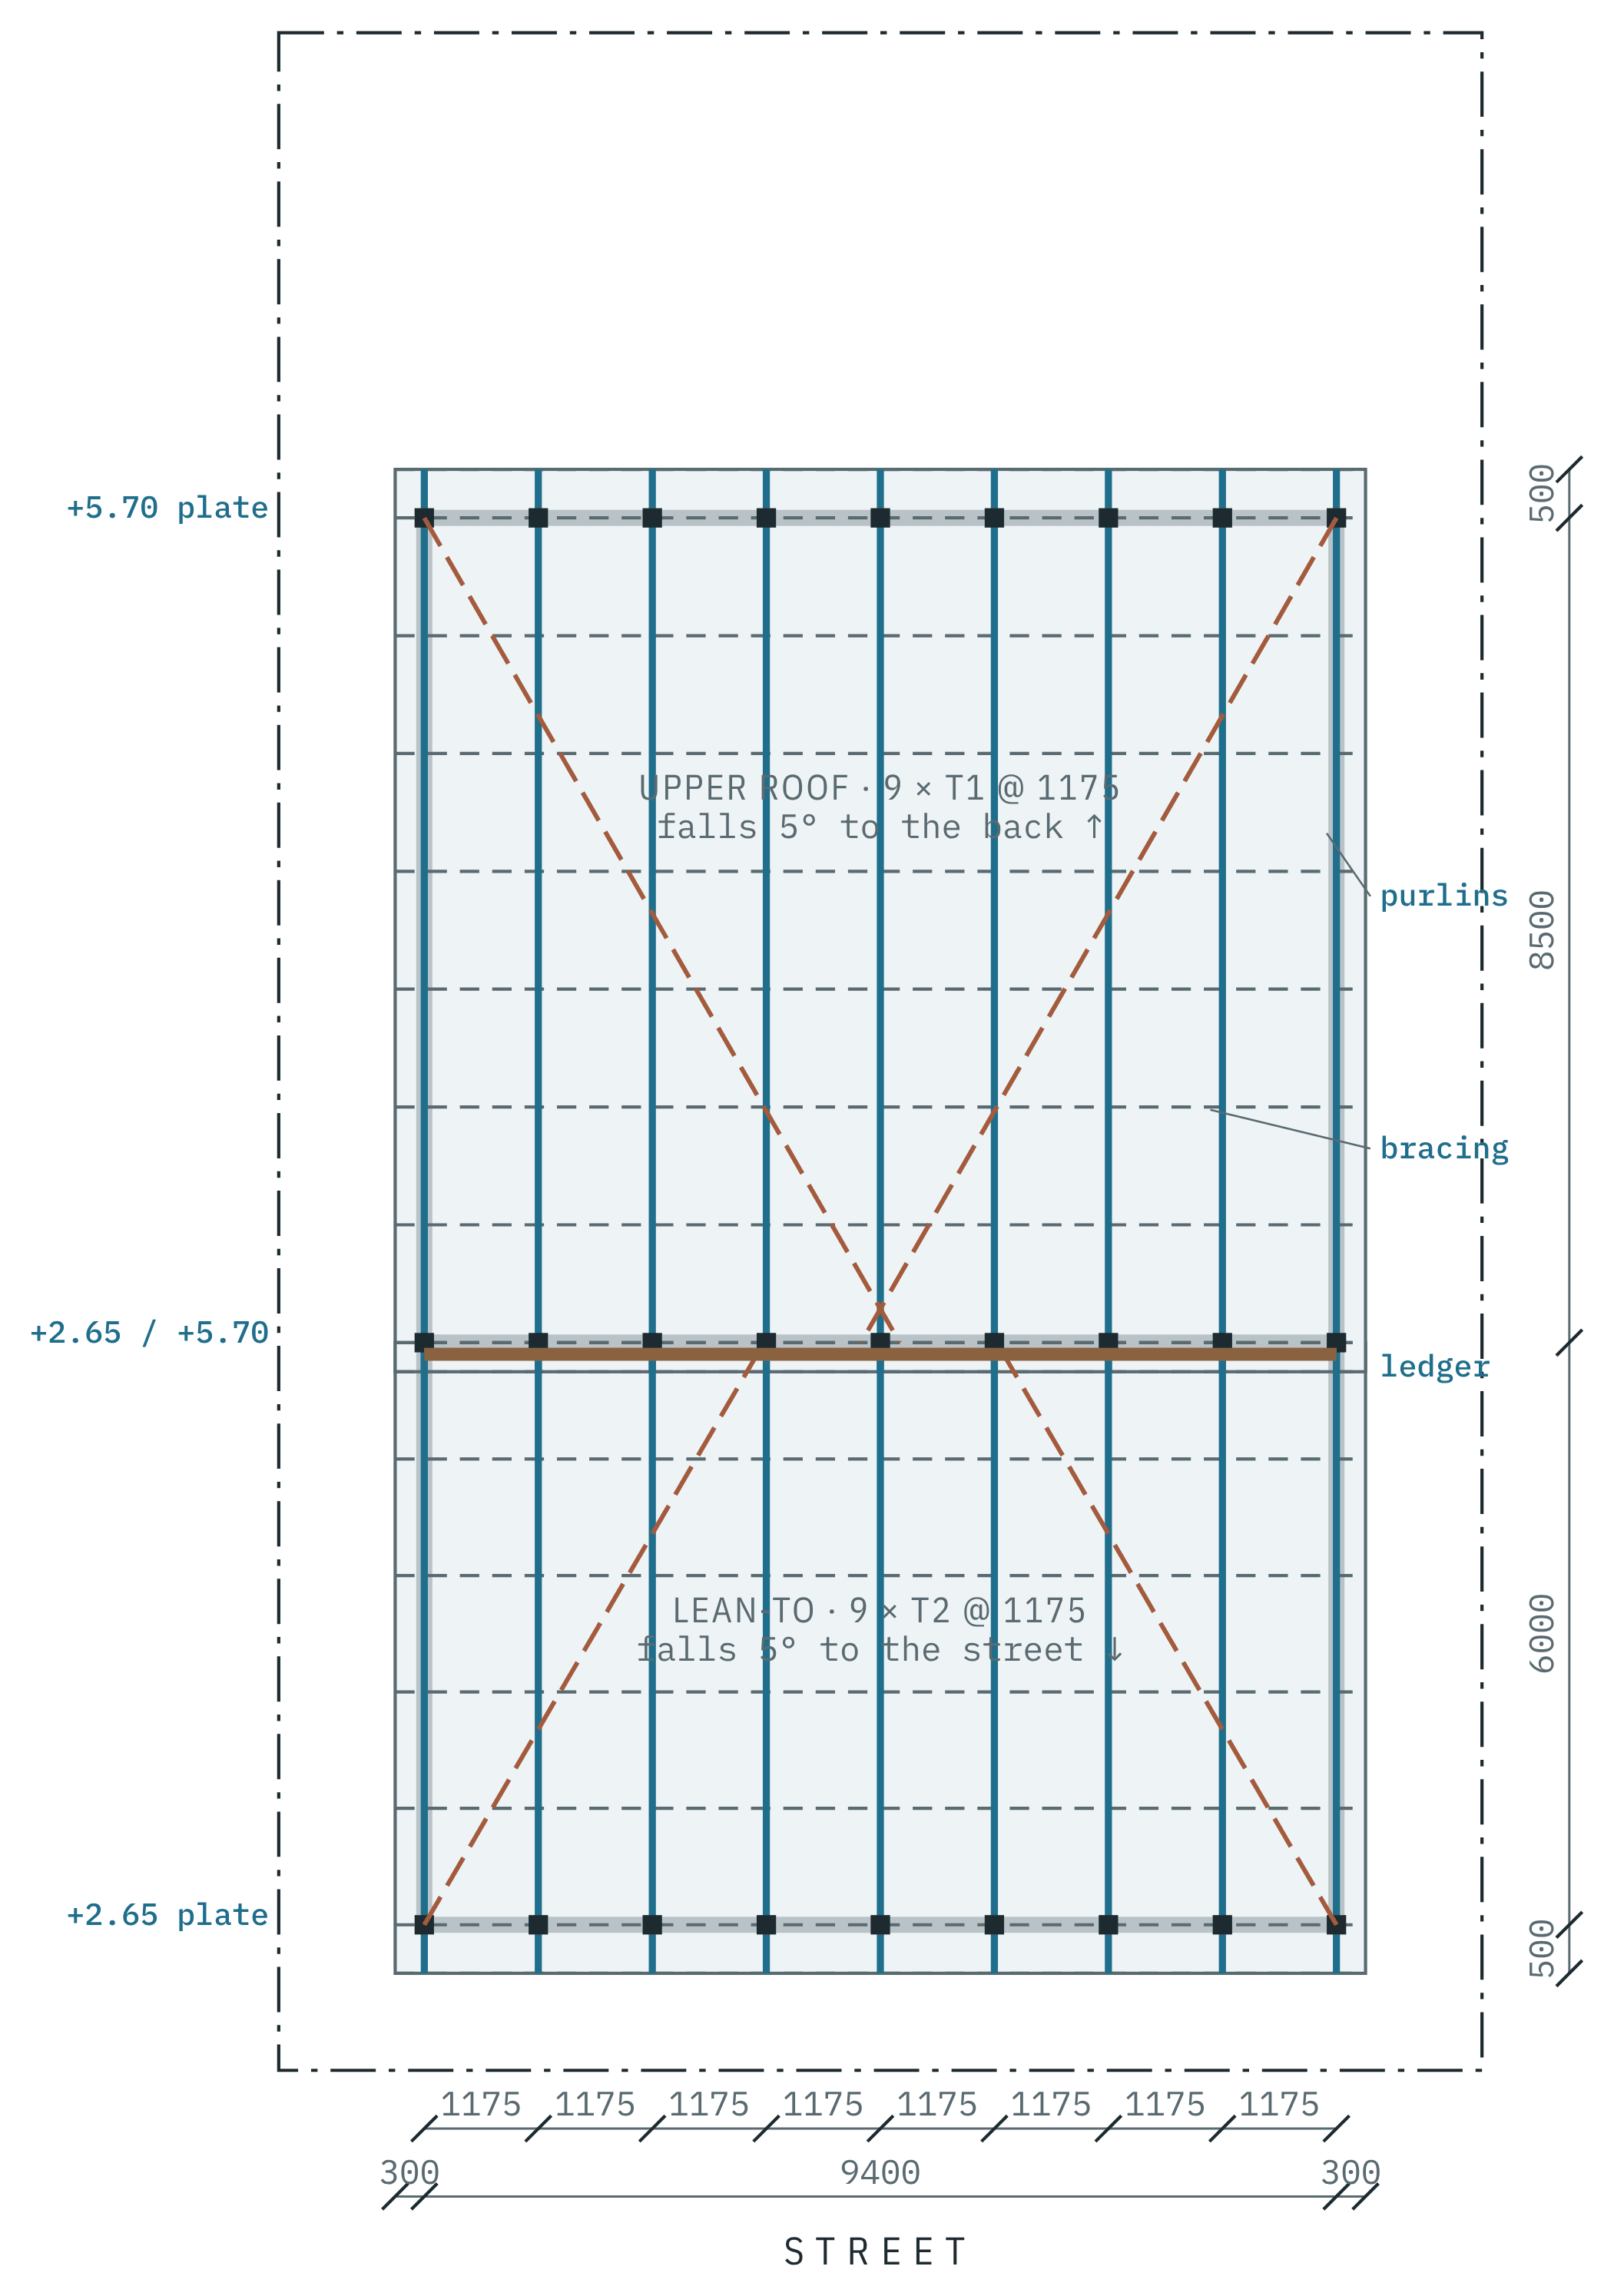 500
+5.70 plate
UPPER ROOF · 9 × T1 @ 1175
falls 5° to the back ↑
purlins
8500
bracing
+2.65 / +5.70
ledger
LEAN-TO · 9 × T2 @ 1175
falls 5° to the street ↓
6000
+2.65 plate
500
1175 1175 1175 1175 1175 1175 1175 1175
300 9400 300
STREET